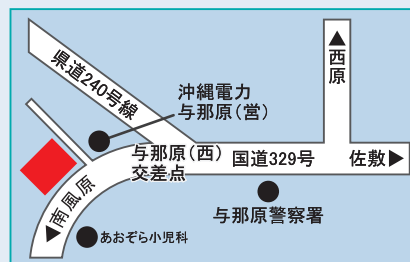 県道240号線
▲西原
沖縄電力
与那原(営)
与那原(西)
交差点
国道329号
佐敷▶
◀南風原
与那原警察署
あおぞら小児科